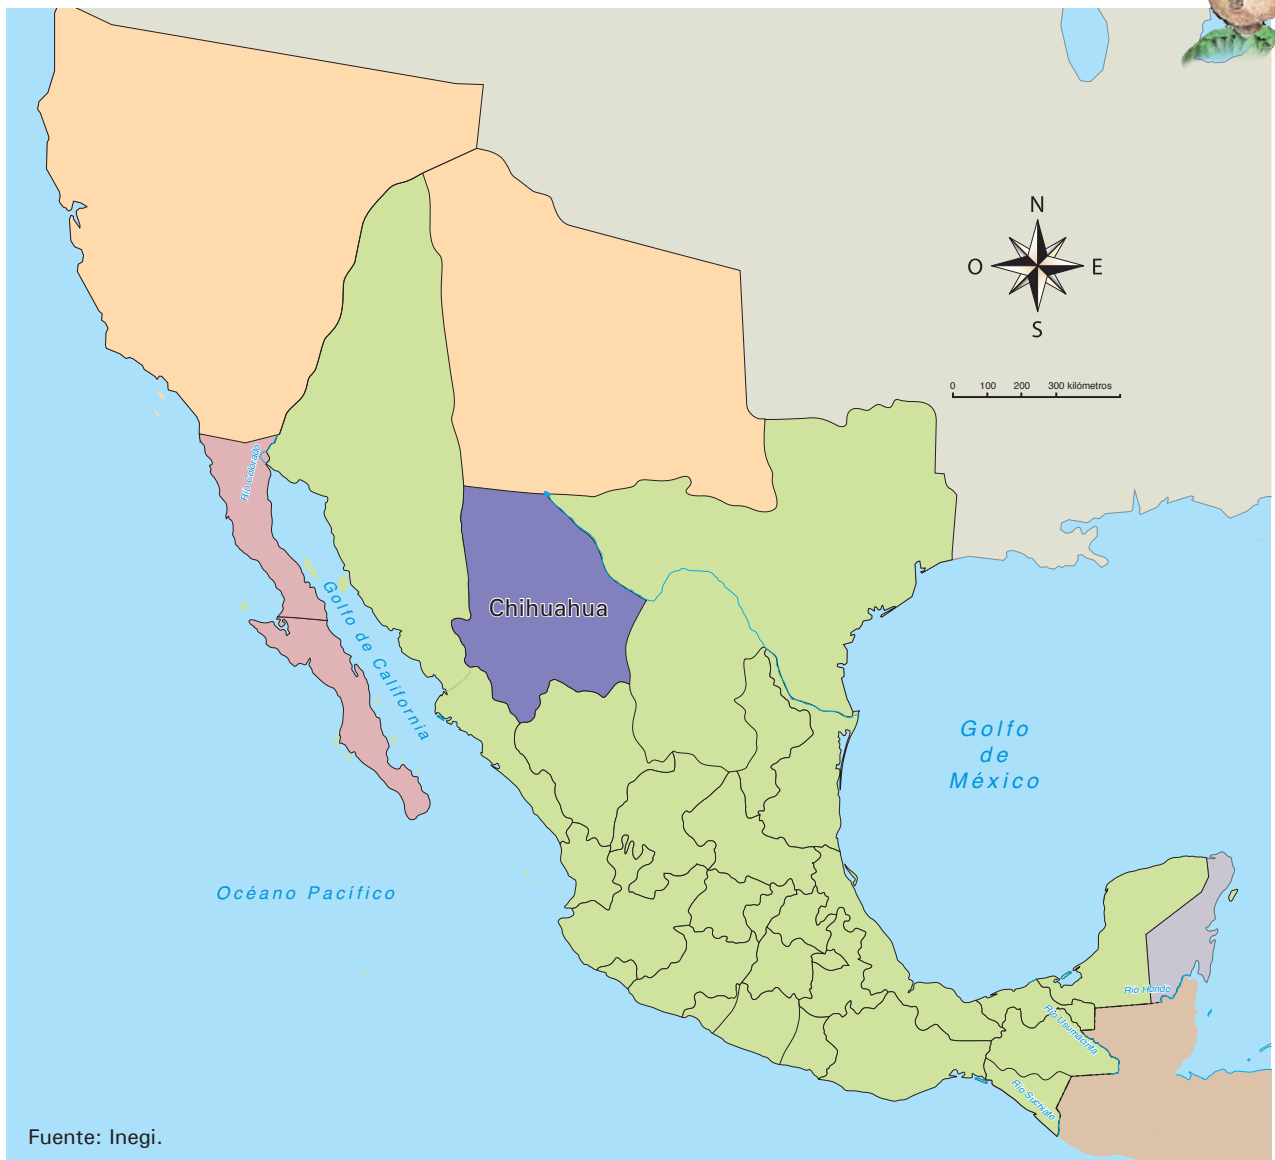 N
O
E
S
0 100 200 300 kilómetros
Río Colorado
Golfo de California
Chihuahua
Golfo
de
México
Océano Pacífico
Río Hondo
Río Usumacinta
Río Suchiate
Fuente: Inegi.